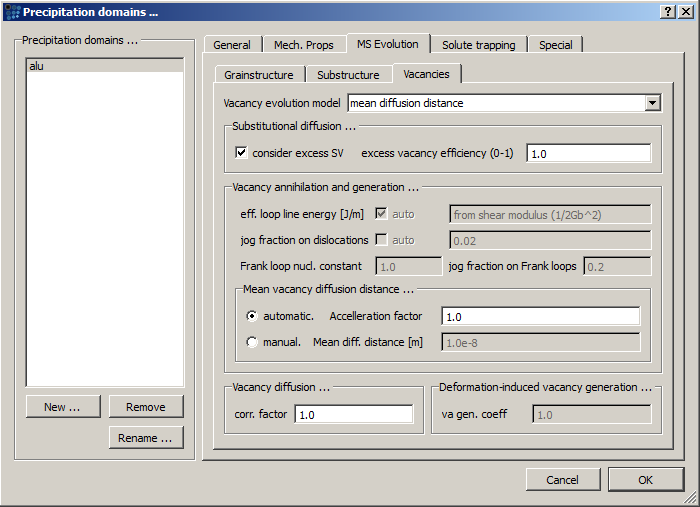 Precipitation domains ...
Precipitation domains ...
alu
New ...
Remove
Rename ...
General
Mech. Props
MS Evolution
Solute trapping
Special
Grainstructure
Substructure
Vacancies
Vacancy evolution model
mean diffusion distance
Substitutional diffusion ...
consider excess SV
excess vacancy efficiency (0-1)
1.0
Vacancy annihilation and generation ...
eff. loop line energy [J/m]
auto
from shear modulus (1/2Gb^2)
jog fraction on dislocations
auto
0.02
Frank loop nucl. constant
1.0
jog fraction on Frank loops
0.2
Mean vacancy diffusion distance ...
automatic.
Accelleration factor
1.0
manual.
Mean diff. distance [m]
1.0e-8
Vacancy diffusion ...
corr. factor
1.0
Deformation-induced vacancy generation ...
va gen. coeff
1.0
Cancel
OK